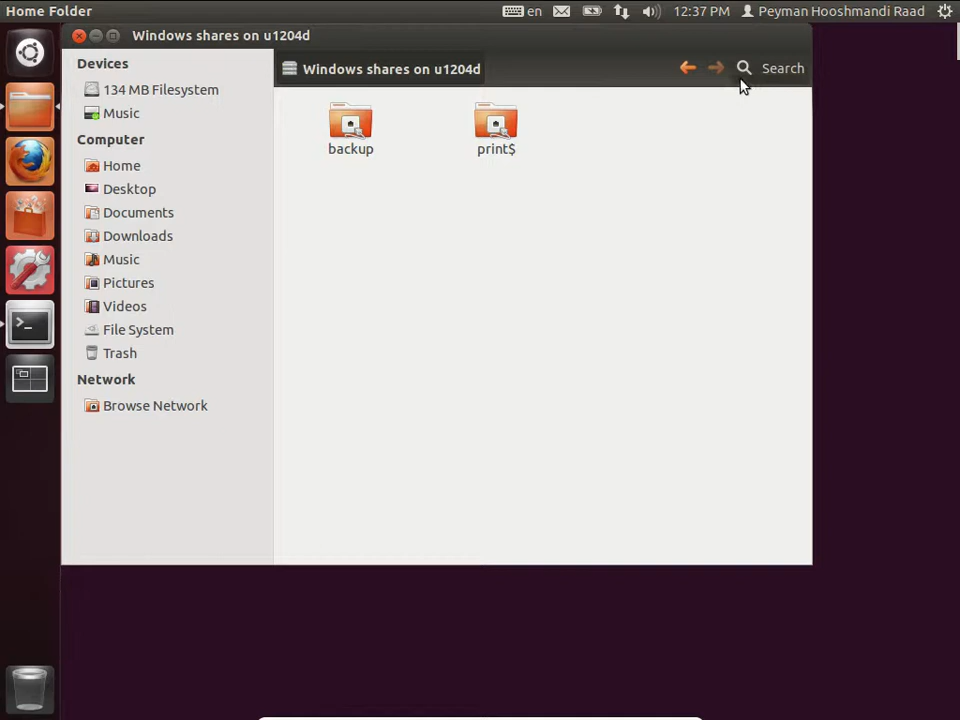 Home Folder
en
12:37 PM
Peyman Hooshmandi Raad
Windows shares on u1204d
Devices
134 MB Filesystem
Music
Computer
Home
Desktop
Documents
Downloads
Music
Pictures
Videos
File System
Trash
Network
Browse Network
Windows shares on u1204d
Search
backup
print$